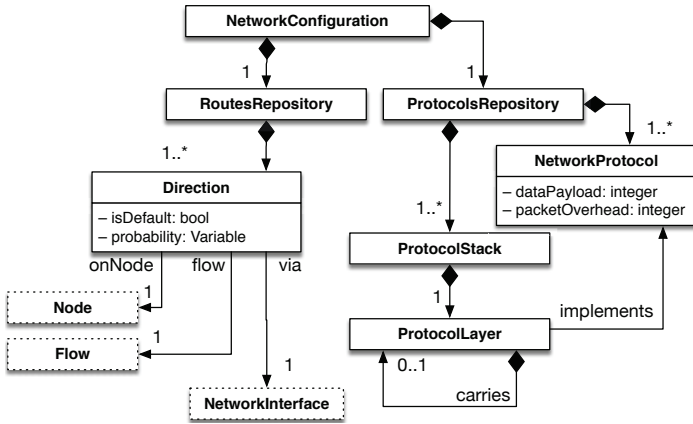 NetworkConfiguration
1
1
RoutesRepository
ProtocolsRepository
1..*
1..*
NetworkProtocol
– dataPayload: integer
– packetOverhead: integer
Direction
– isDefault: bool
– probability: Variable
1..*
onNode
flow
via
ProtocolStack
1
Node
1
implements
ProtocolLayer
1
Flow
0..1
1
carries
NetworkInterface